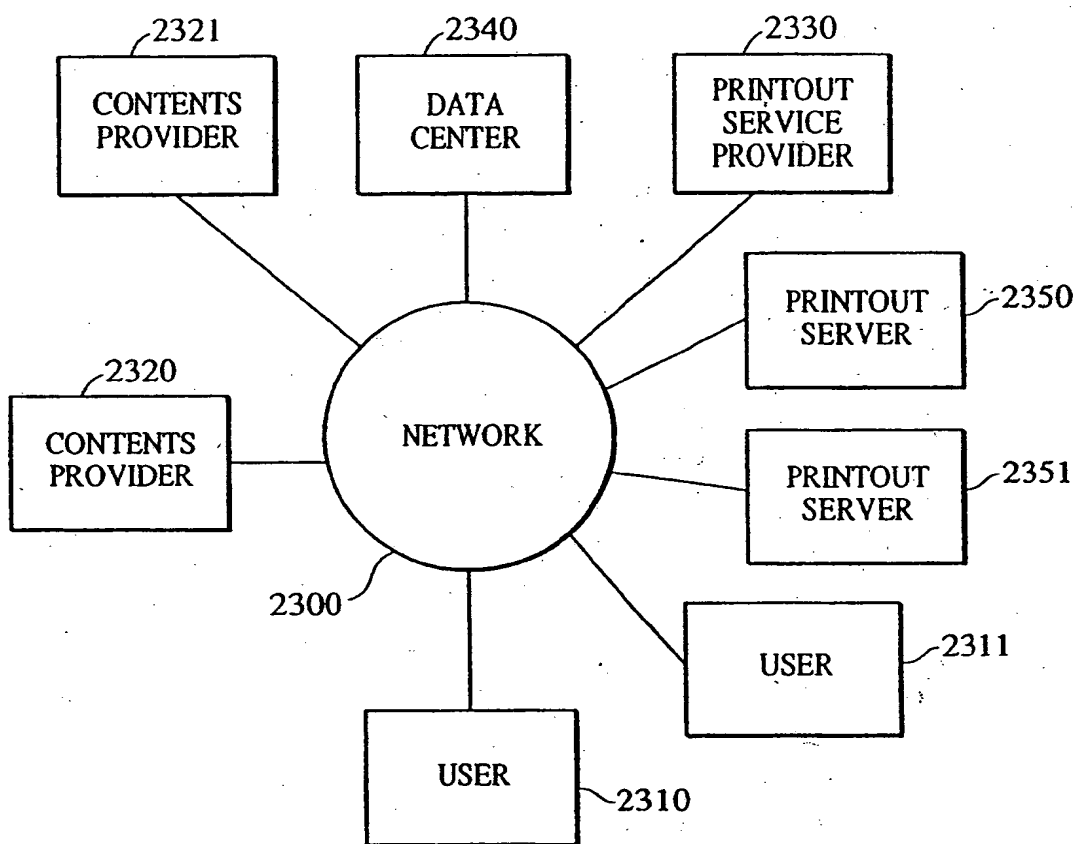 2321
2340
2330
CONTENTS
PROVIDER
DATA
CENTER
PRINTOUT
SERVICE
PROVIDER
PRINTOUT
SERVER
2350
2320
CONTENTS
PROVIDER
NETWORK
PRINTOUT
SERVER
2351
2300
USER
2311
USER
2310